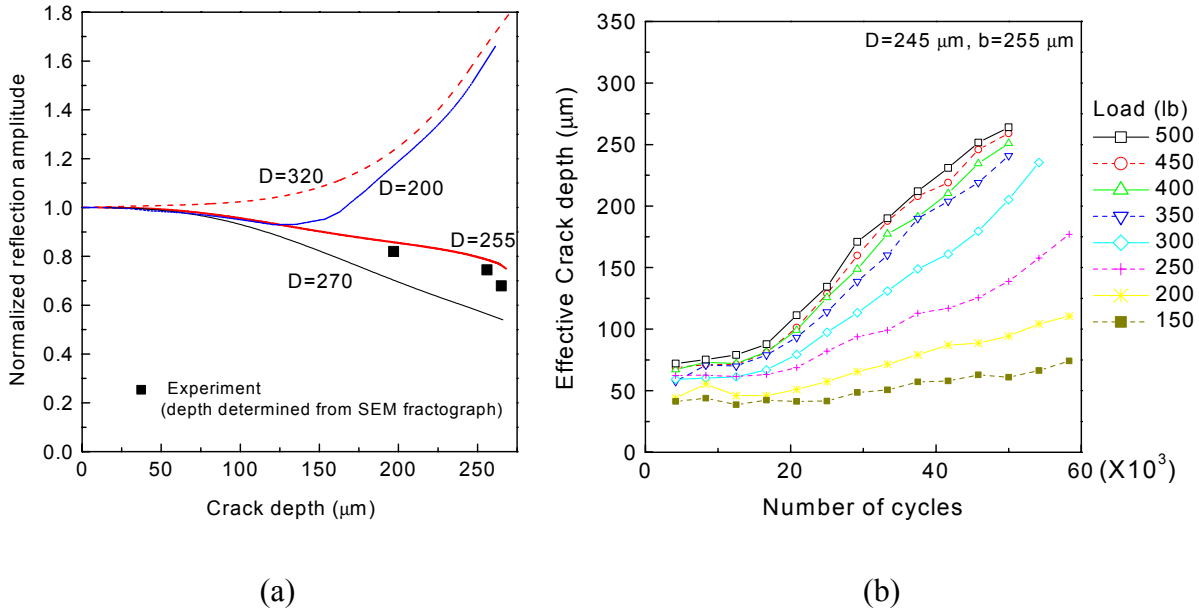 1.8
1.6
1.4
1.2
1.0
0.8
0.6
0.4
0.2
0.0
Normalized reflection amplitude
D=320
D=200
D=255
D=270
Experiment
(depth determined from SEM fractograph)
0 50 100 150 200 250
Crack depth (μm)
(a)
350
300
250
200
150
100
50
0
Effective Crack depth (μm)
D=245 μm, b=255 μm
Load (lb)
500
450
400
350
300
250
200
150
0 20 40 60 (X10³)
Number of cycles
(b)